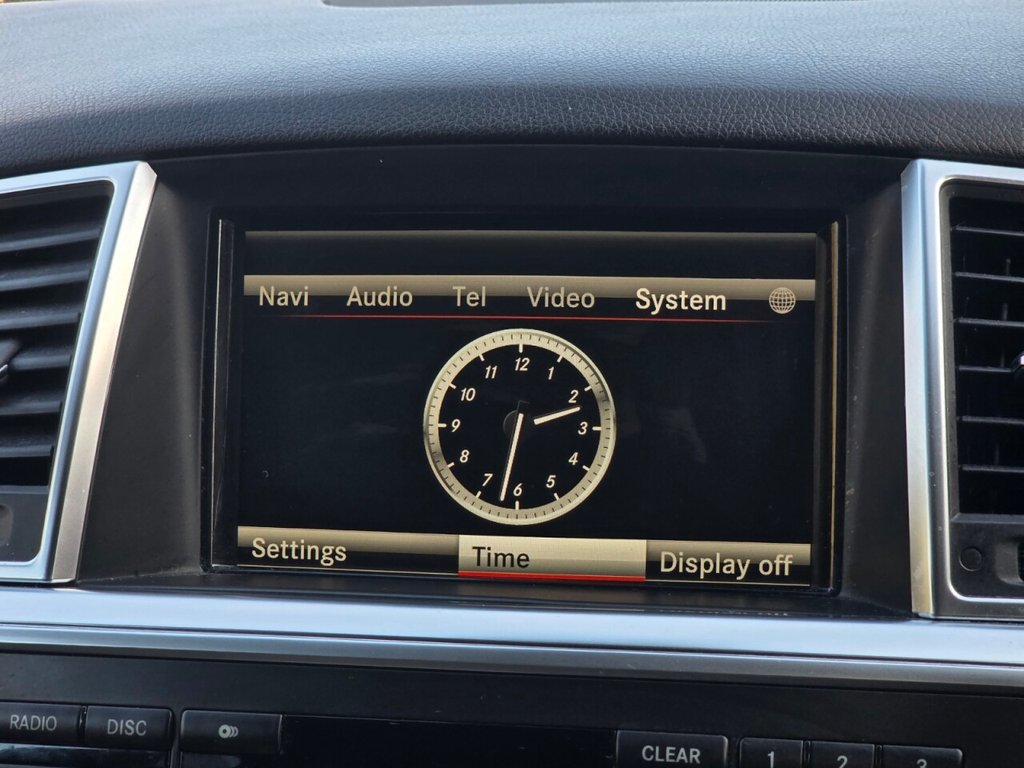 Navi Audio Tel Video System
12
11 1
10 2
9 3
8 4
7 5
6
Settings Time Display off
RADIO DISC CLEAR 1 2 3